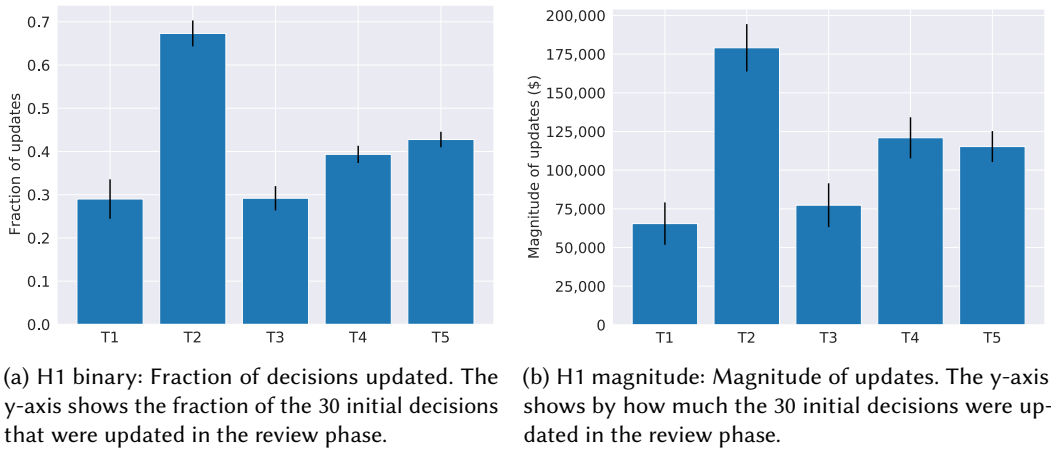 0.7
0.6
0.5
0.4
0.3
0.2
0.1
0.0
Fraction of updates
T1 T2 T3 T4 T5
200,000
175,000
150,000
125,000
100,000
75,000
50,000
25,000
0
Magnitude of updates ($)
T1 T2 T3 T4 T5
(a) H1 binary: Fraction of decisions updated. The
y-axis shows the fraction of the 30 initial decisions
that were updated in the review phase.
(b) H1 magnitude: Magnitude of updates. The y-axis
shows by how much the 30 initial decisions were up-
dated in the review phase.